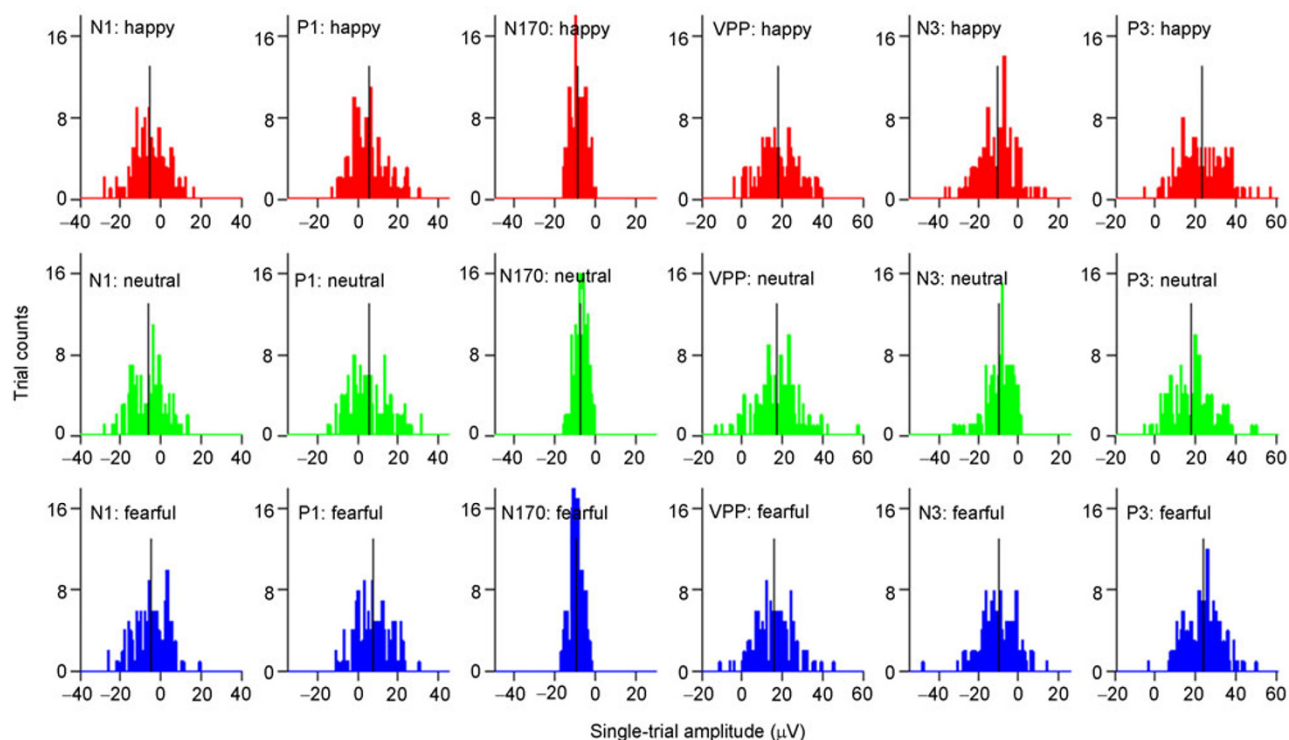 N1: happy P1: happy N170: happy VPP: happy N3: happy P3: happy
16 16 16 16 16 16
8 8 8 8 8 8
0 0 0 0 0 0
–40 –20 0 20 40 –20 0 20 40 –40 –20 0 20 –20 0 20 40 60 –40 –20 0 20 –20 0 20 40 60
N1: neutral P1: neutral N170: neutral VPP: neutral N3: neutral P3: neutral
16 16 16 16 16 16
8 8 8 8 8 8
0 0 0 0 0 0
–40 –20 0 20 40 –20 0 20 40 –40 –20 0 20 –20 0 20 40 60 –40 –20 0 20 –20 0 20 40 60
Trial counts
N1: fearful P1: fearful N170: fearful VPP: fearful N3: fearful P3: fearful
16 16 16 16 16 16
8 8 8 8 8 8
0 0 0 0 0 0
–40 –20 0 20 40 –20 0 20 40 –40 –20 0 20 –20 0 20 40 60 –40 –20 0 20 –20 0 20 40 60
Single-trial amplitude (μV)